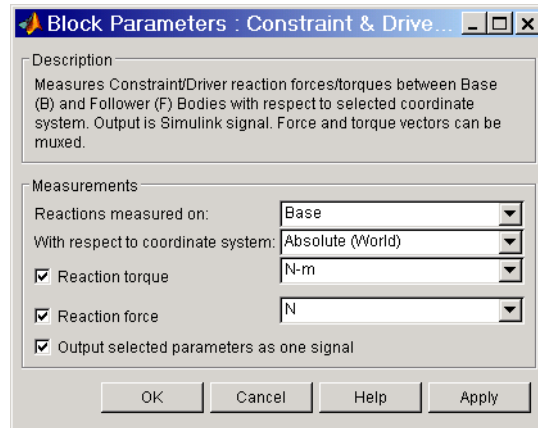 Block Parameters : Constraint & Drive...
Description
Measures Constraint/Driver reaction forces/torques between Base
(B) and Follower (F) Bodies with respect to selected coordinate
system. Output is Simulink signal. Force and torque vectors can be
muxed.
Measurements
Reactions measured on: Base
With respect to coordinate system: Absolute (World)
Reaction torque N-m
Reaction force N
Output selected parameters as one signal
OK Cancel Help Apply